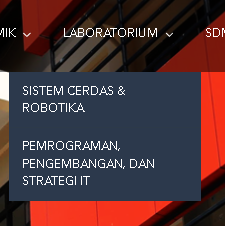 MIK LABORATORIUM SDM
SISTEM CERDAS &
ROBOTIKA
PEMROGRAMAN,
PENGEMBANGAN, DAN
STRATEGI IT